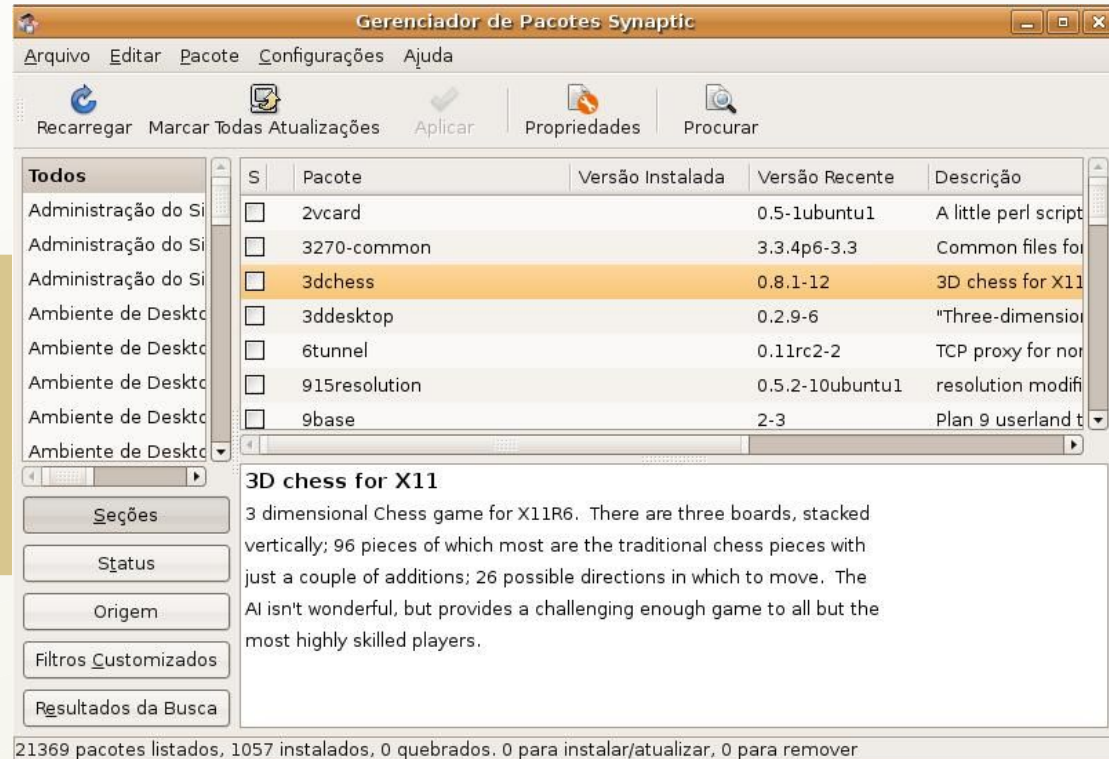 Gerenciador de Pacotes Synaptic
Arquivo Editar Pacote Configurações Ajuda
Recarregar Marcar Todas Atualizações Aplicar Propriedades Procurar
Todos
Administração do Si
Administração do Si
Administração do Si
Ambiente de Deskto
Ambiente de Deskto
Ambiente de Deskto
Ambiente de Deskto
Ambiente de Deskto
S Pacote Versão Instalada Versão Recente Descrição
2vcard 0.5-1ubuntu1 A little perl script
3270-common 3.3.4p6-3.3 Common files for
3dchess 0.8.1-12 3D chess for X11
3ddesktop 0.2.9-6 "Three-dimension
6tunnel 0.11rc2-2 TCP proxy for nor
915resolution 0.5.2-10ubuntu1 resolution modifi
9base 2-3 Plan 9 userland t
Seções
Status
Origem
Filtros Customizados
Resultados da Busca
3D chess for X11
3 dimensional Chess game for X11R6. There are three boards, stacked
vertically; 96 pieces of which most are the traditional chess pieces with
just a couple of additions; 26 possible directions in which to move. The
AI isn't wonderful, but provides a challenging enough game to all but the
most highly skilled players.
21369 pacotes listados, 1057 instalados, 0 quebrados. 0 para instalar/atualizar, 0 para remover